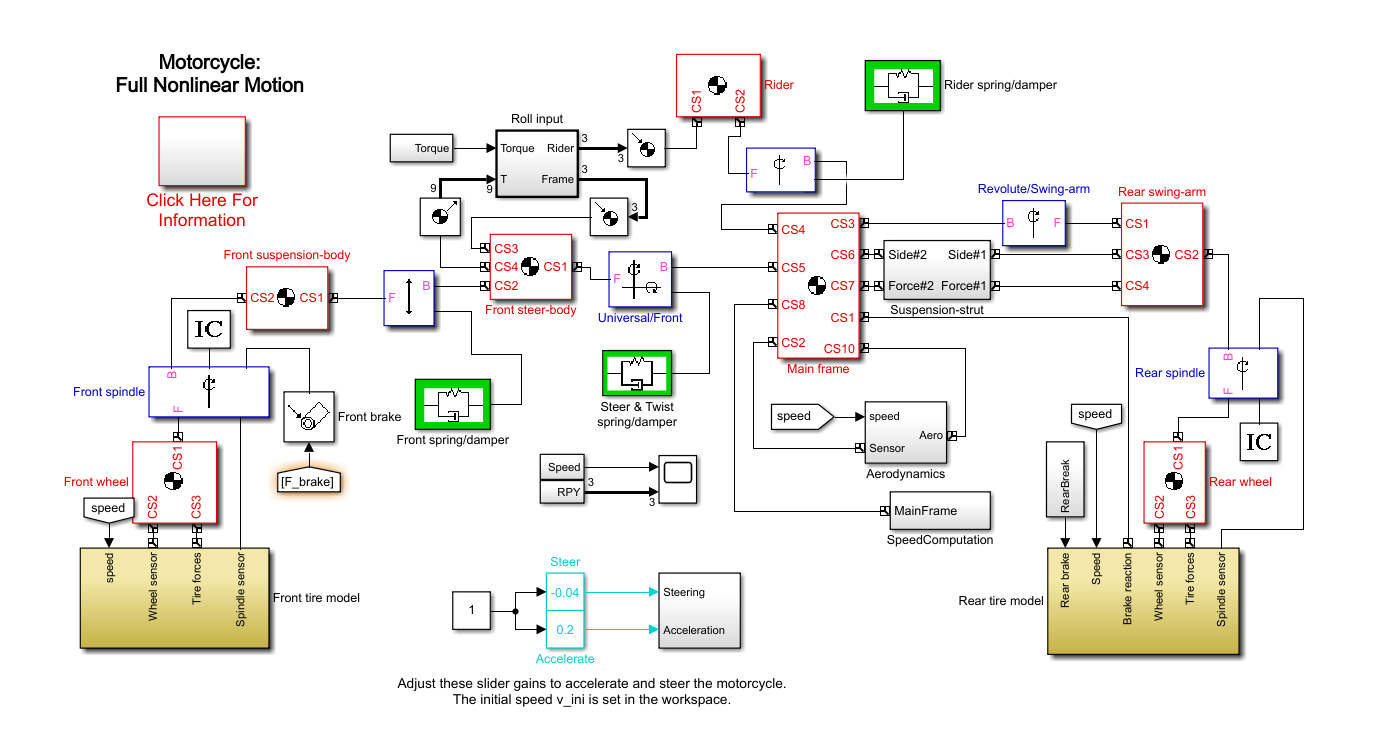 Motorcycle:
Full Nonlinear Motion
Click Here For
Information
Roll input
Torque
Torque
Rider
T
Frame
3
3
3
3
9
9
CS1
CS2
Rider
Rider spring/damper
F
B
Front suspension-body
CS2
CS1
F
B
CS3
CS4
CS2
CS1
Front steer-body
F
B
Universal/Front
CS4
CS5
CS8
CS2
CS3
CS6
CS7
CS1
CS10
Main frame
Revolute/Swing-arm
B
F
Side#2
Side#1
Force#2
Force#1
Suspension-strut
Rear swing-arm
CS1
CS3
CS4
CS2
IC
B
F
Front spindle
Front brake
[F_brake]
Front spring/damper
Steer & Twist
spring/damper
speed
speed
Sensor
Aero
Aerodynamics
MainFrame
SpeedComputation
Speed
RPY
3
3
B
F
Rear spindle
IC
speed
RearBreak
CS1
CS2
CS3
Rear wheel
Rear brake
Speed
Brake reaction
Wheel sensor
Tire forces
Spindle sensor
Rear tire model
CS1
CS2
CS3
Front wheel
speed
speed
Wheel sensor
Tire forces
Spindle sensor
Front tire model
Steer
1
-0.04
0.2
Accelerate
Steering
Acceleration
Adjust these slider gains to accelerate and steer the motorcycle.
The initial speed v_ini is set in the workspace.